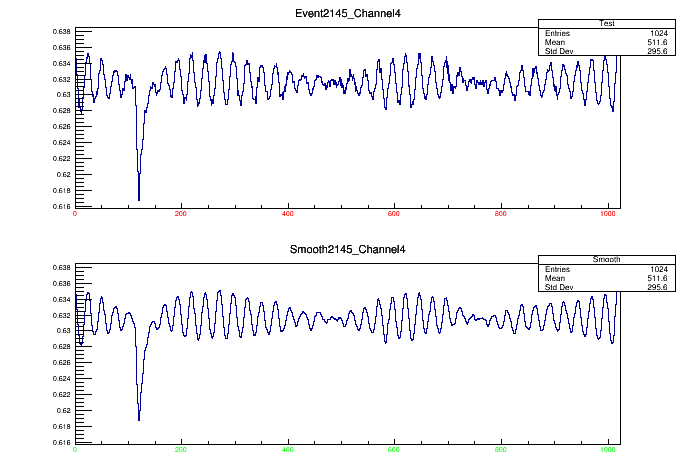 Event2145_Channel4
Test
Entries 1024
Mean 511.6
Std Dev 295.6
0.638
0.636
0.634
0.632
0.63
0.628
0.626
0.624
0.622
0.62
0.618
0.616
0 200 400 600 800 1000
Smooth2145_Channel4
Smooth
Entries 1024
Mean 511.6
Std Dev 295.6
0.638
0.636
0.634
0.632
0.63
0.628
0.626
0.624
0.622
0.62
0.618
0.616
0 200 400 600 800 1000